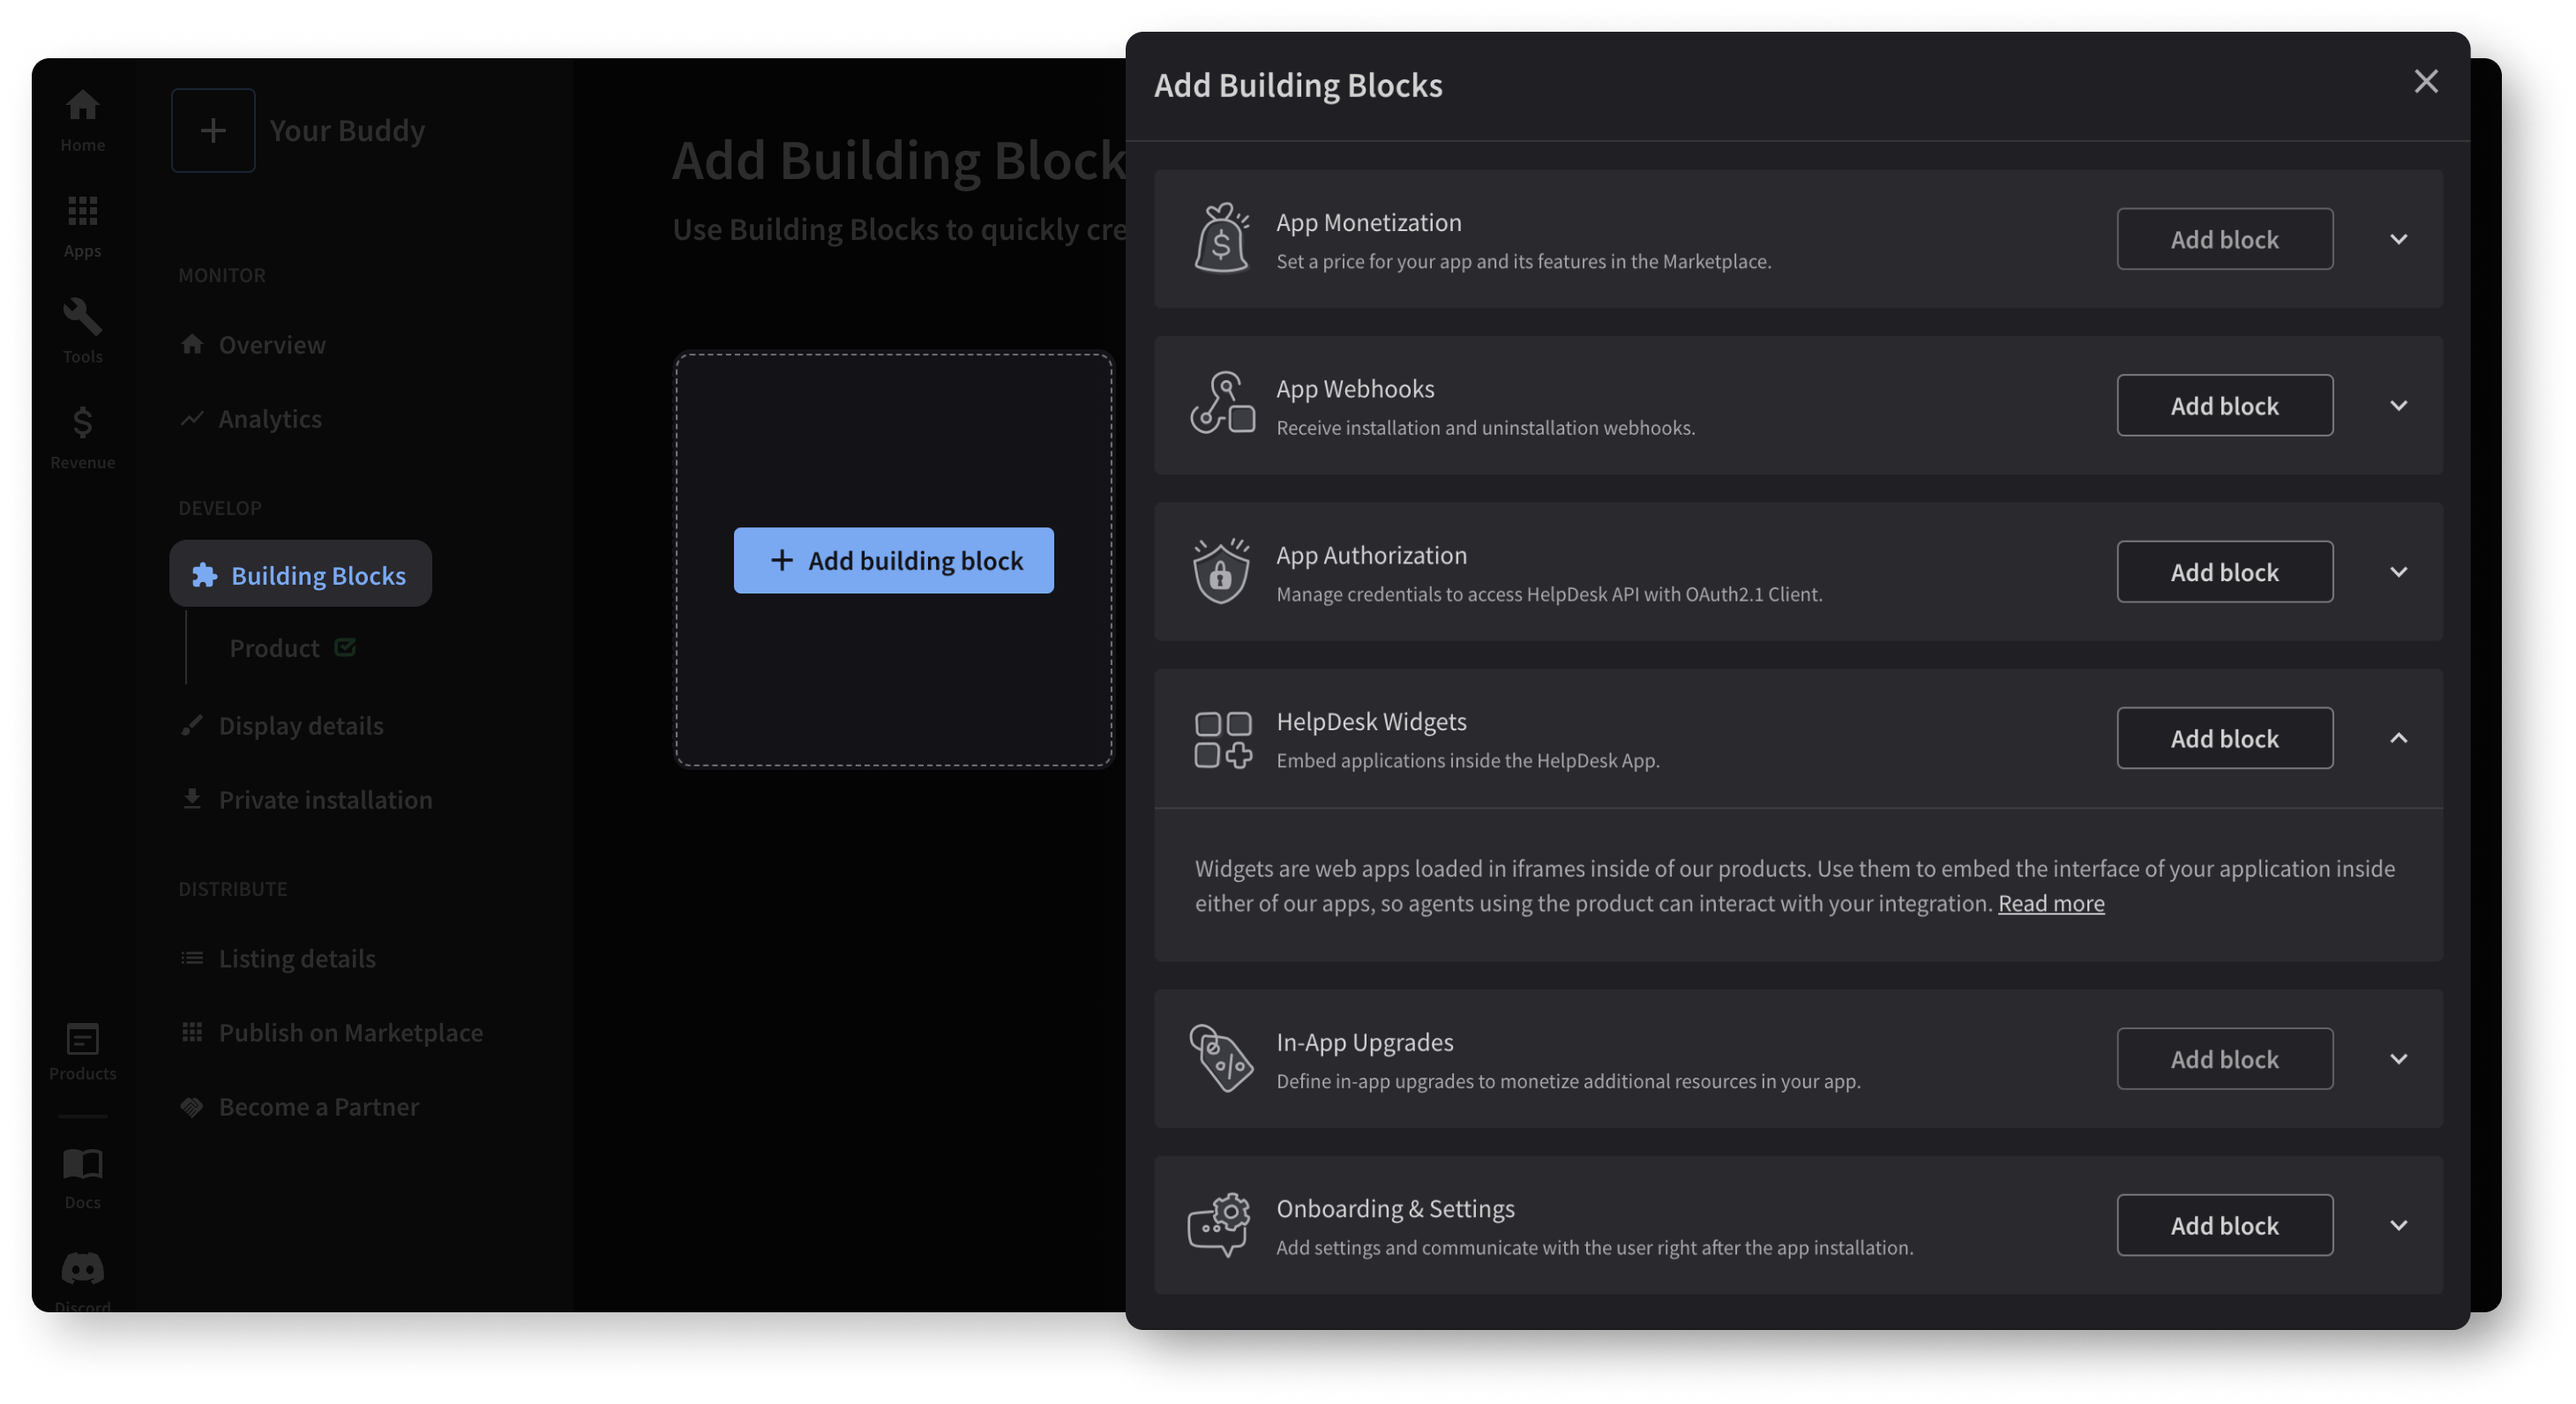 Home
Apps
Tools
Revenue
Products
Docs
Discord
Your Buddy
MONITOR
Overview
Analytics
DEVELOP
Building Blocks
Product
Display details
Private installation
DISTRIBUTE
Listing details
Publish on Marketplace
Become a Partner
Add Building Block
Use Building Blocks to quickly cre
Add building block
Add Building Blocks
App Monetization
Set a price for your app and its features in the Marketplace.
Add block
App Webhooks
Receive installation and uninstallation webhooks.
Add block
App Authorization
Manage credentials to access HelpDesk API with OAuth2.1 Client.
Add block
HelpDesk Widgets
Embed applications inside the HelpDesk App.
Add block
Widgets are web apps loaded in iframes inside of our products. Use them to embed the interface of your application inside
either of our apps, so agents using the product can interact with your integration. Read more
In-App Upgrades
Define in-app upgrades to monetize additional resources in your app.
Add block
Onboarding & Settings
Add settings and communicate with the user right after the app installation.
Add block